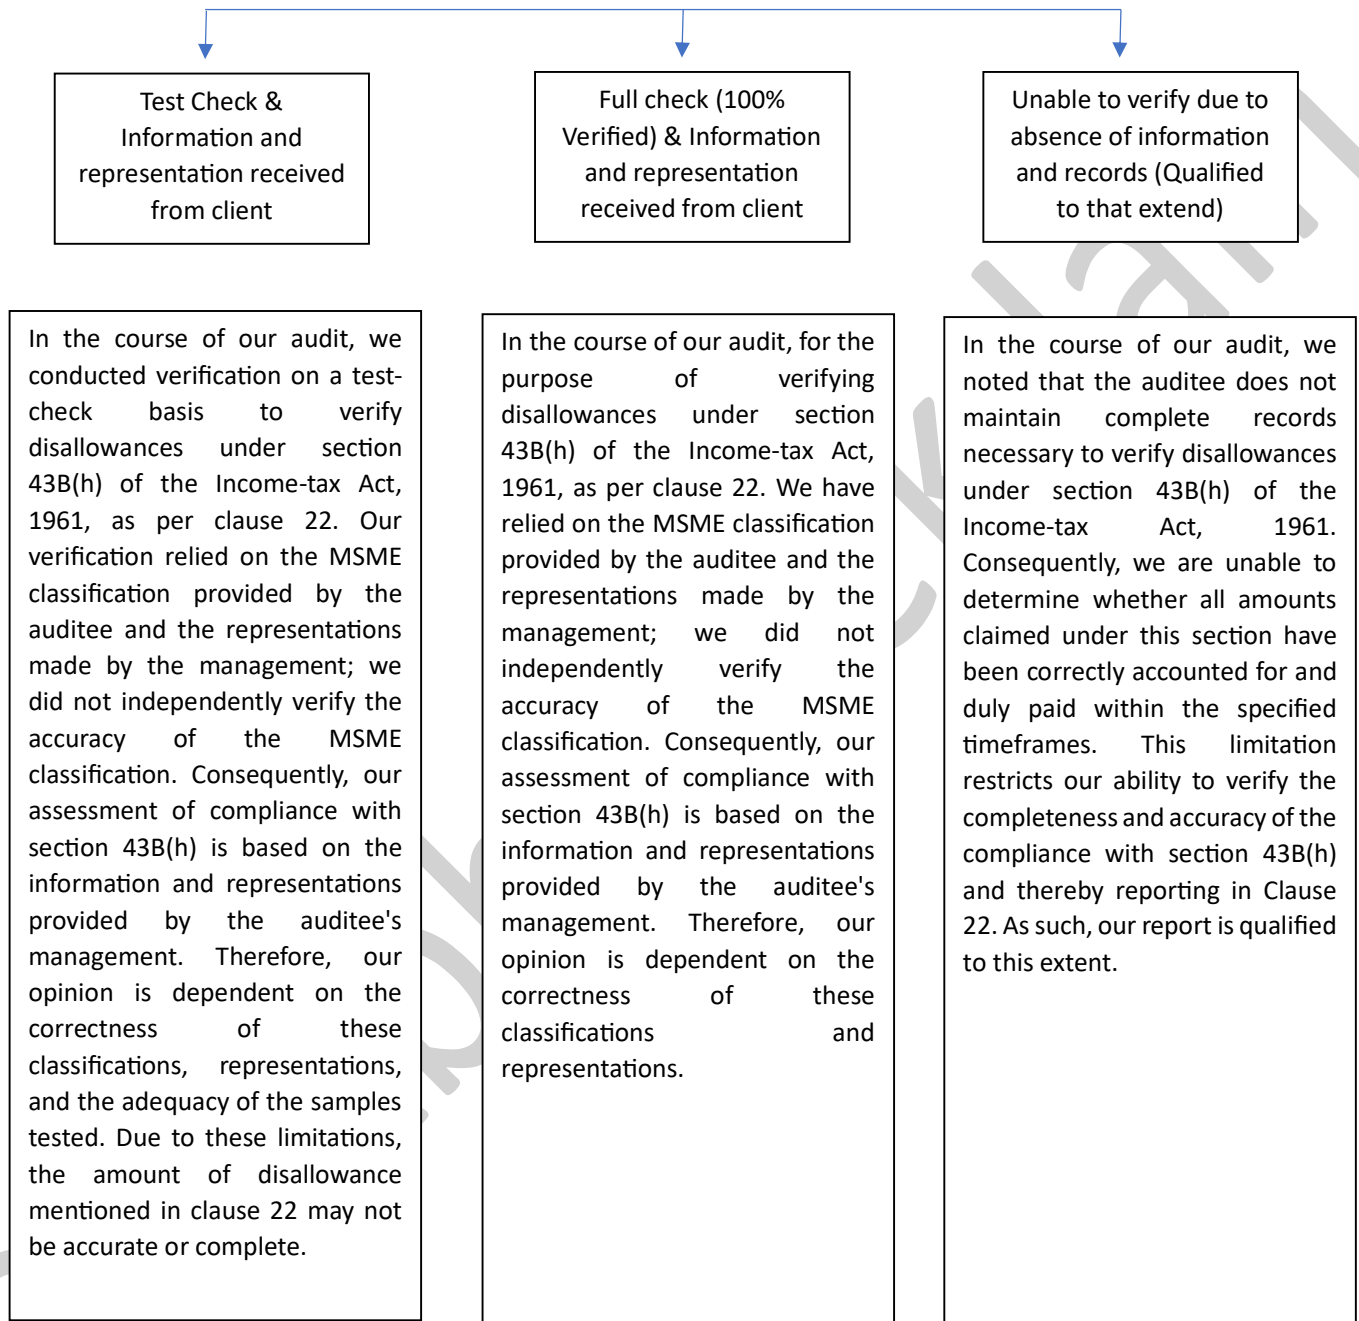 Test Check &
Information and
representation received
from client
Full check (100%
Verified) & Information
and representation
received from client
Unable to verify due to
absence of information
and records (Qualified
to that extend)
In the course of our audit, we
conducted verification on a test-
check basis to verify
disallowances under section
43B(h) of the Income-tax Act,
1961, as per clause 22. Our
verification relied on the MSME
classification provided by the
auditee and the representations
made by the management; we
did not independently verify the
accuracy of the MSME
classification. Consequently, our
assessment of compliance with
section 43B(h) is based on the
information and representations
provided by the auditee's
management. Therefore, our
opinion is dependent on the
correctness of these
classifications, representations,
and the adequacy of the samples
tested. Due to these limitations,
the amount of disallowance
mentioned in clause 22 may not
be accurate or complete.
In the course of our audit, for the
purpose of verifying
disallowances under section
43B(h) of the Income-tax Act,
1961, as per clause 22. We have
relied on the MSME classification
provided by the auditee and the
representations made by the
management; we did not
independently verify the
accuracy of the MSME
classification. Consequently, our
assessment of compliance with
section 43B(h) is based on the
information and representations
provided by the auditee's
management. Therefore, our
opinion is dependent on the
correctness of these
classifications and
representations.
In the course of our audit, we
noted that the auditee does not
maintain complete records
necessary to verify disallowances
under section 43B(h) of the
Income-tax Act, 1961.
Consequently, we are unable to
determine whether all amounts
claimed under this section have
been correctly accounted for and
duly paid within the specified
timeframes. This limitation
restricts our ability to verify the
completeness and accuracy of the
compliance with section 43B(h)
and thereby reporting in Clause
22. As such, our report is qualified
to this extent.